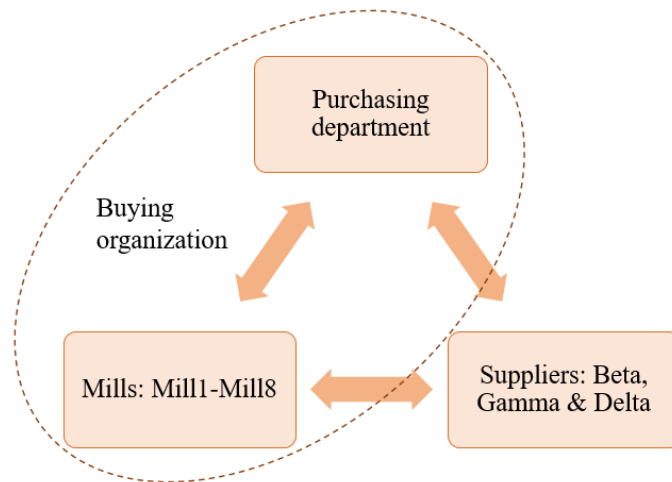 Purchasing
department
Buying
organization
Mills: Mill1-Mill8
Suppliers: Beta,
Gamma & Delta